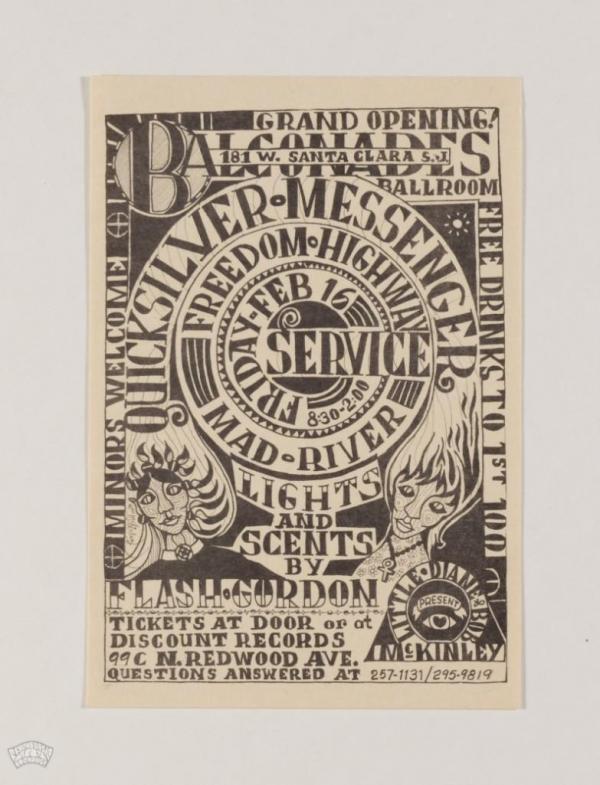 GRAND OPENING!
BALCONADES
181 W. SANTA CLARA S.J.
BALLROOM
QUICKSILVER • MESSENGER
SERVICE
FREEDOM • HIGHWAY
FRIDAY • FEB 16
8:30-2:00
MAD • RIVER
MINORS WELCOME
FREE DRINKS TO 1ST 100
LIGHTS
AND
SCENTS
BY
FLASH • GORDON
LITTLE • DIANE & BOB
McKINLEY
PRESENT
TICKETS AT DOOR or at
DISCOUNT RECORDS
99C N. REDWOOD AVE.
QUESTIONS ANSWERED AT 257-1131/295-9819